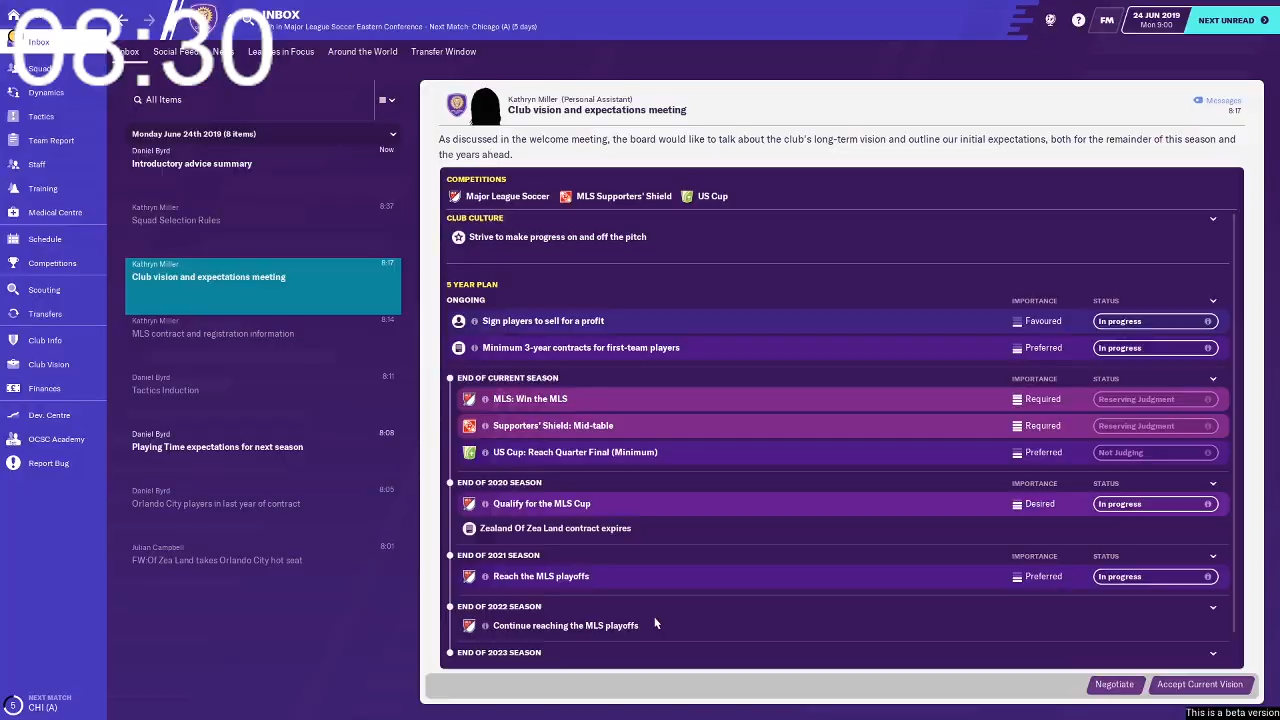 INBOX
h in Major League Soccer Eastern Conference - Next Match: Chicago (A) (5 days)
FM
24 JUN 2019
Mon 9:00
NEXT UNREAD
08:30
Inbox
Squad
Dynamics
Tactics
Team Report
Staff
Training
Medical Centre
Schedule
Competitions
Scouting
Transfers
Club Info
Club Vision
Finances
Dev. Centre
OCSC Academy
Report Bug
NEXT MATCH
5 CHI (A)
Inbox Social Feed News Leagues in Focus Around the World Transfer Window
All Items
Monday June 24th 2019 (8 items)
Daniel Byrd Now
Introductory advice summary
Kathryn Miller 8:37
Squad Selection Rules
Kathryn Miller 8:17
Club vision and expectations meeting
Kathryn Miller 8:14
MLS contract and registration information
Daniel Byrd 8:11
Tactics Induction
Daniel Byrd 8:08
Playing Time expectations for next season
Daniel Byrd 8:05
Orlando City players in last year of contract
Julian Campbell 8:01
FW:Of Zea Land takes Orlando City hot seat
Kathryn Miller (Personal Assistant) Messages
Club vision and expectations meeting 8:17
As discussed in the welcome meeting, the board would like to talk about the club's long-term vision and outline our initial expectations, both for the remainder of this season and
the years ahead.
COMPETITIONS
Major League Soccer MLS Supporters' Shield US Cup
CLUB CULTURE
Strive to make progress on and off the pitch
5 YEAR PLAN
ONGOING IMPORTANCE STATUS
Sign players to sell for a profit Favoured In progress
Minimum 3-year contracts for first-team players Preferred In progress
END OF CURRENT SEASON IMPORTANCE STATUS
MLS: Win the MLS Required Reserving Judgment
Supporters' Shield: Mid-table Required Reserving Judgment
US Cup: Reach Quarter Final (Minimum) Preferred Not Judging
END OF 2020 SEASON IMPORTANCE STATUS
Qualify for the MLS Cup Desired In progress
Zealand Of Zea Land contract expires
END OF 2021 SEASON IMPORTANCE STATUS
Reach the MLS playoffs Preferred In progress
END OF 2022 SEASON
Continue reaching the MLS playoffs
END OF 2023 SEASON
Negotiate Accept Current Vision
This is a beta version